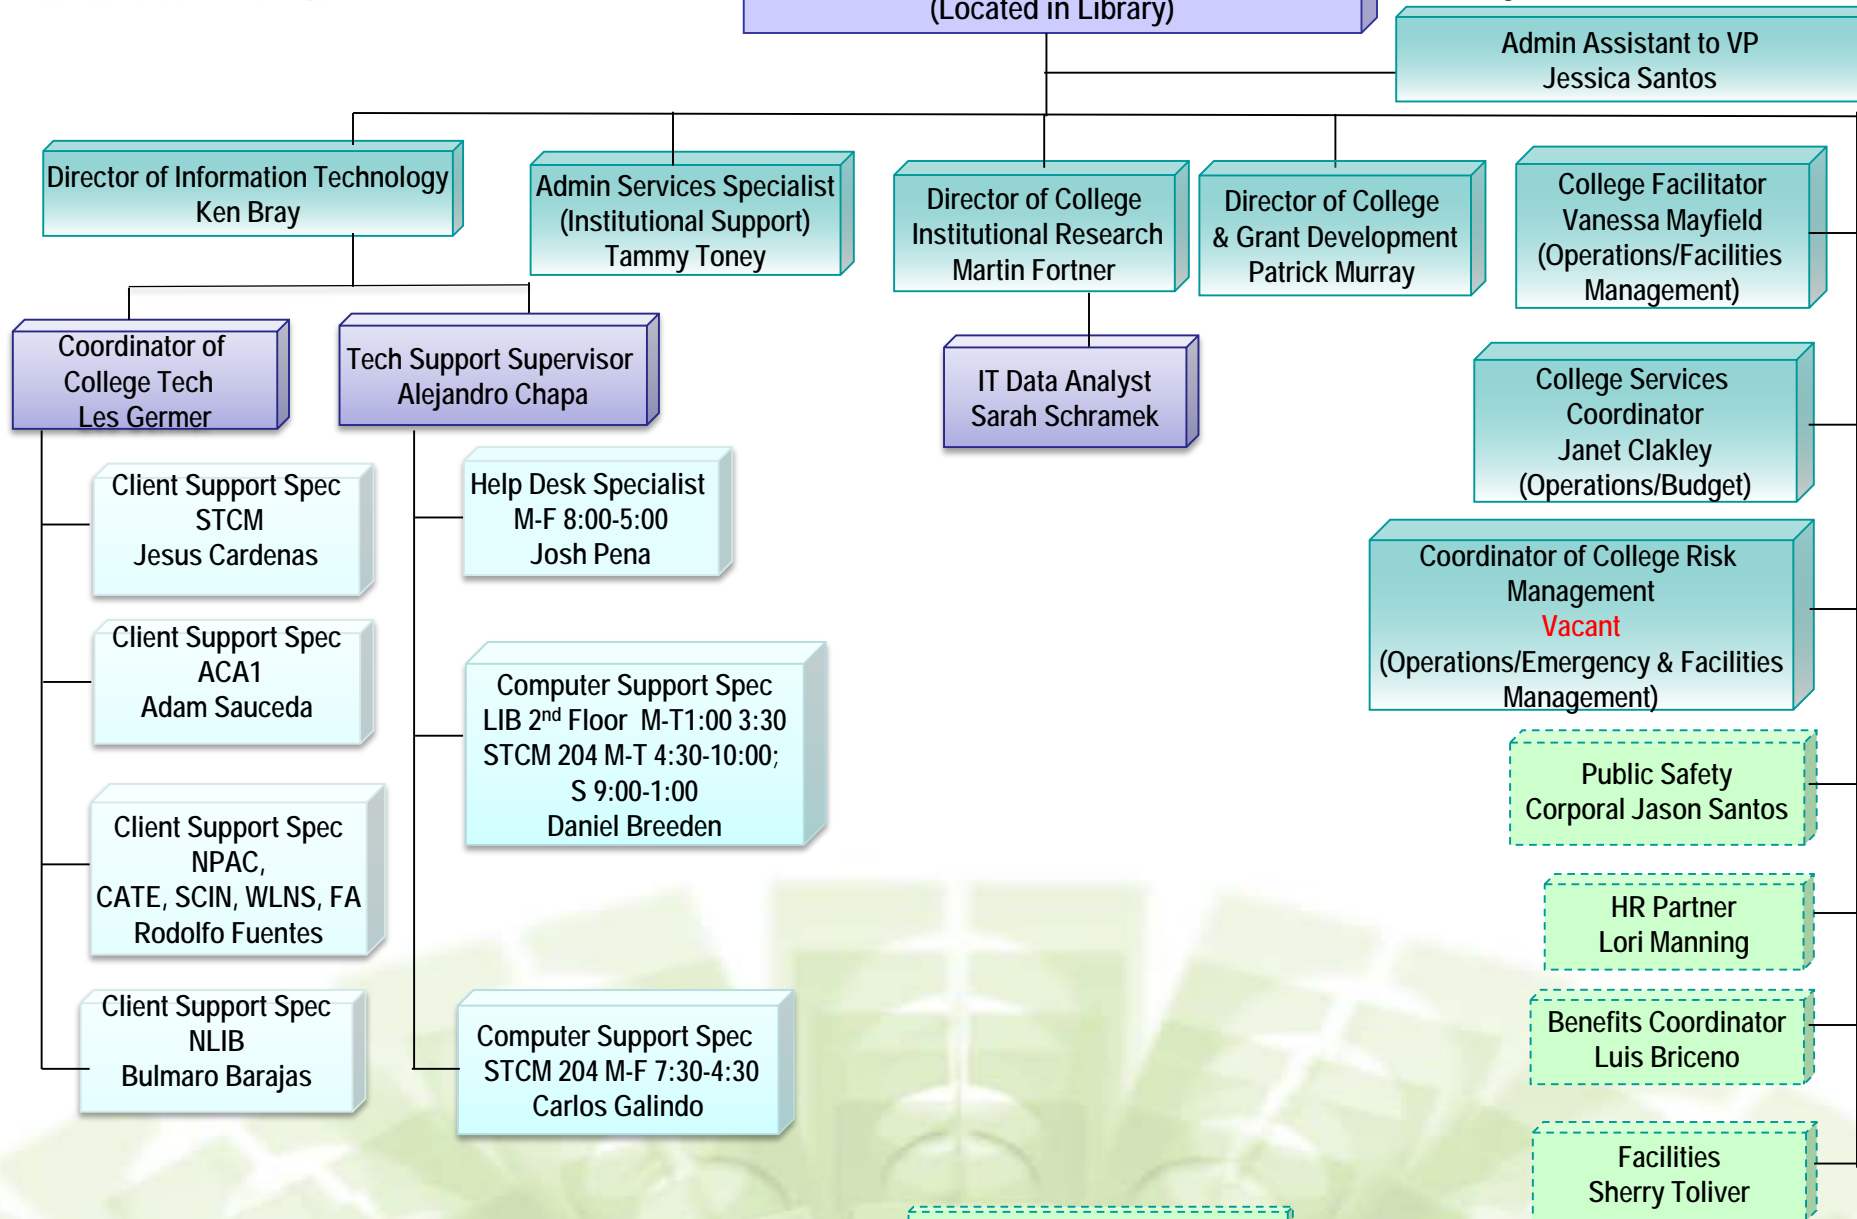 (Located in Library)
Admin Assistant to VP
Jessica Santos
Director of Information Technology
Ken Bray
Admin Services Specialist
(Institutional Support)
Tammy Toney
Director of College
Institutional Research
Martin Fortner
Director of College
& Grant Development
Patrick Murray
College Facilitator
Vanessa Mayfield
(Operations/Facilities
Management)
Coordinator of
College Tech
Les Germer
Tech Support Supervisor
Alejandro Chapa
IT Data Analyst
Sarah Schramek
College Services
Coordinator
Janet Clakley
(Operations/Budget)
Client Support Spec
STCM
Jesus Cardenas
Help Desk Specialist
M-F 8:00-5:00
Josh Pena
Coordinator of College Risk
Management
Vacant
(Operations/Emergency & Facilities
Management)
Client Support Spec
ACA1
Adam Sauceda
Computer Support Spec
LIB 2nd Floor M-T1:00 3:30
STCM 204 M-T 4:30-10:00;
S 9:00-1:00
Daniel Breeden
Public Safety
Corporal Jason Santos
Client Support Spec
NPAC,
CATE, SCIN, WLNS, FA
Rodolfo Fuentes
HR Partner
Lori Manning
Client Support Spec
NLIB
Bulmaro Barajas
Computer Support Spec
STCM 204 M-F 7:30-4:30
Carlos Galindo
Benefits Coordinator
Luis Briceno
Facilities
Sherry Toliver